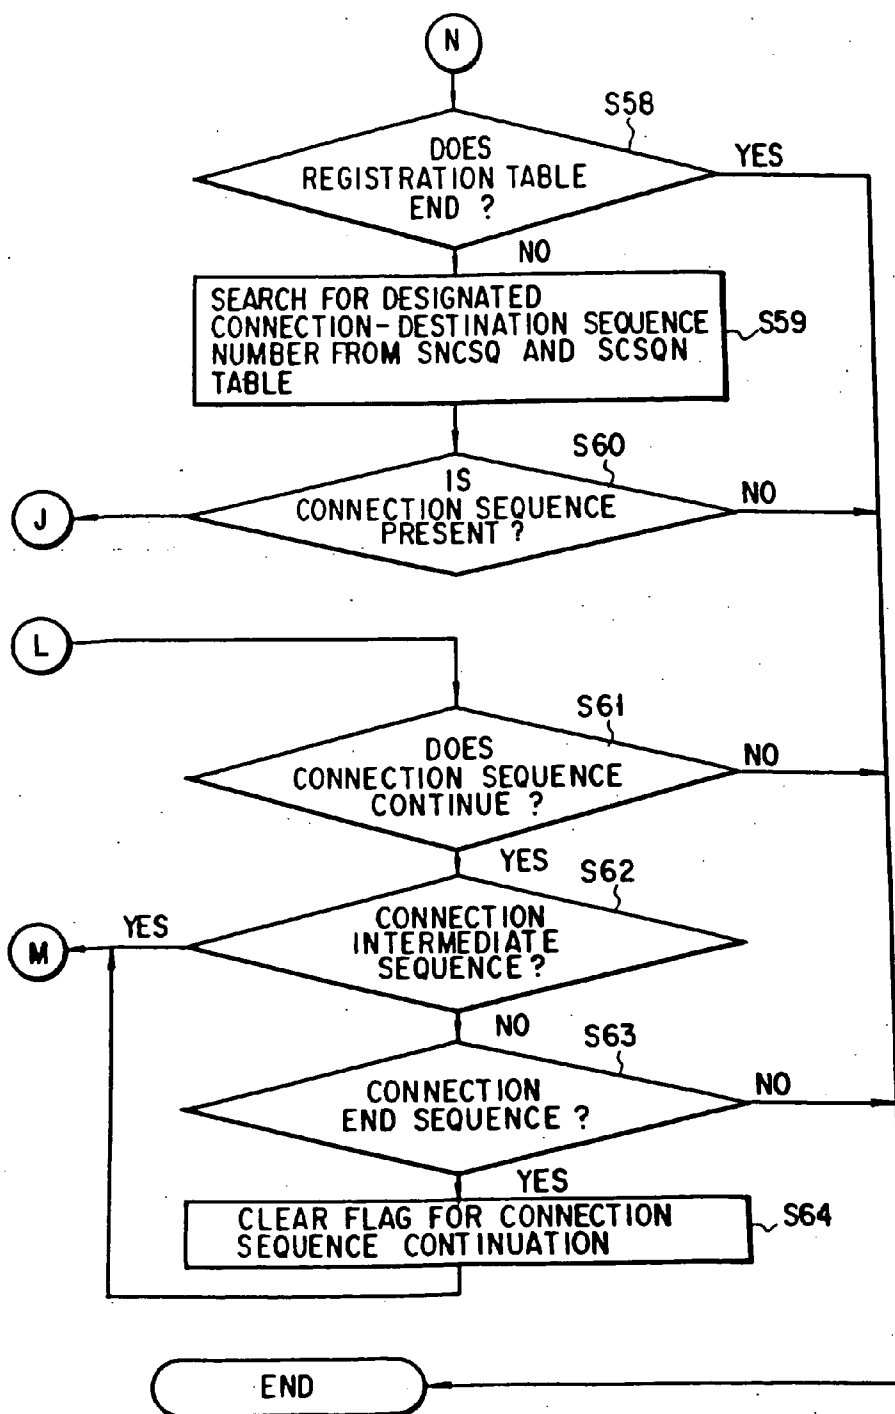 N
S58
DOES
REGISTRATION TABLE
END ?
YES
NO
SEARCH FOR DESIGNATED
CONNECTION-DESTINATION SEQUENCE
NUMBER FROM SNCSQ AND SCSQN
TABLE
S59
S60
IS
CONNECTION SEQUENCE
PRESENT ?
NO
J
L
S61
DOES
CONNECTION SEQUENCE
CONTINUE ?
NO
YES
S62
CONNECTION
INTERMEDIATE
SEQUENCE ?
YES
M
NO
S63
CONNECTION
END SEQUENCE ?
NO
YES
CLEAR FLAG FOR CONNECTION
SEQUENCE CONTINUATION
S64
END